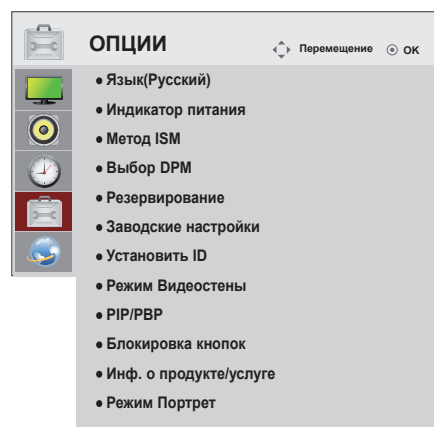 ОПЦИИ
Перемещение OK
Язык(Русский)
Индикатор питания
Метод ISM
Выбор DPM
Резервирование
Заводские настройки
Установить ID
Режим Видеостены
PIP/PBP
Блокировка кнопок
Инф. о продукте/услуге
Режим Портрет